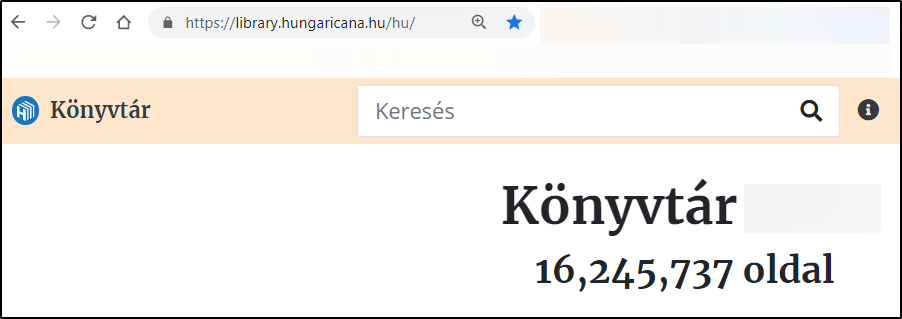 https://library.hungaricana.hu/hu/
Könyvtár
Keresés
Könyvtár
16,245,737 oldal